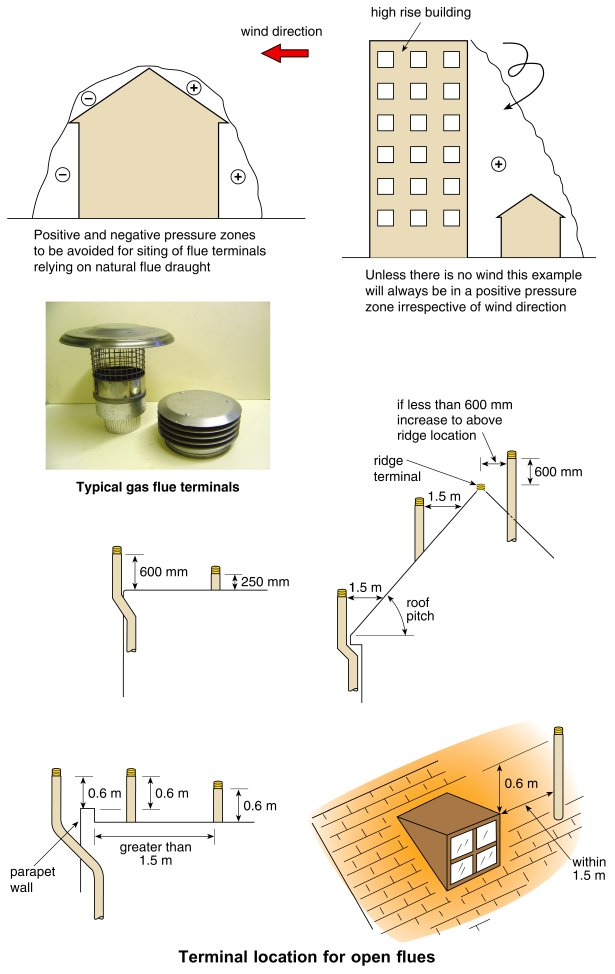 high rise building
wind direction
−
+
−
+
+
Positive and negative pressure zones
to be avoided for siting of flue terminals
relying on natural flue draught
Unless there is no wind this example
will always be in a positive pressure
zone irrespective of wind direction
Typical gas flue terminals
if less than 600 mm
increase to above
ridge location
ridge
terminal
600 mm
1.5 m
600 mm
250 mm
1.5 m
roof
pitch
0.6 m
0.6 m
0.6 m
greater than
1.5 m
parapet
wall
0.6 m
within
1.5 m
Terminal location for open flues